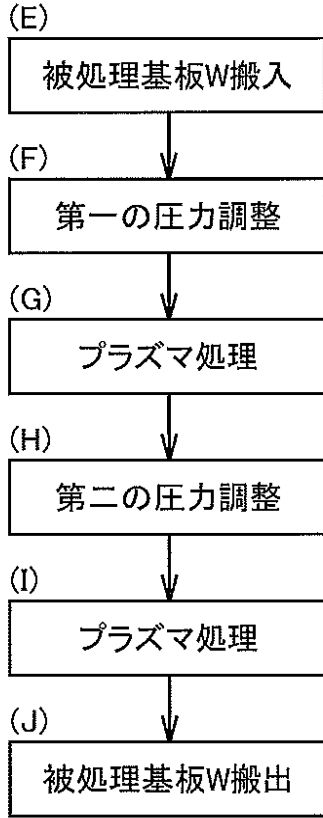 (E)
被処理基板W搬入
(F)
第一の圧力調整
(G)
プラズマ処理
(H)
第二の圧力調整
(I)
プラズマ処理
(J)
被処理基板W搬出